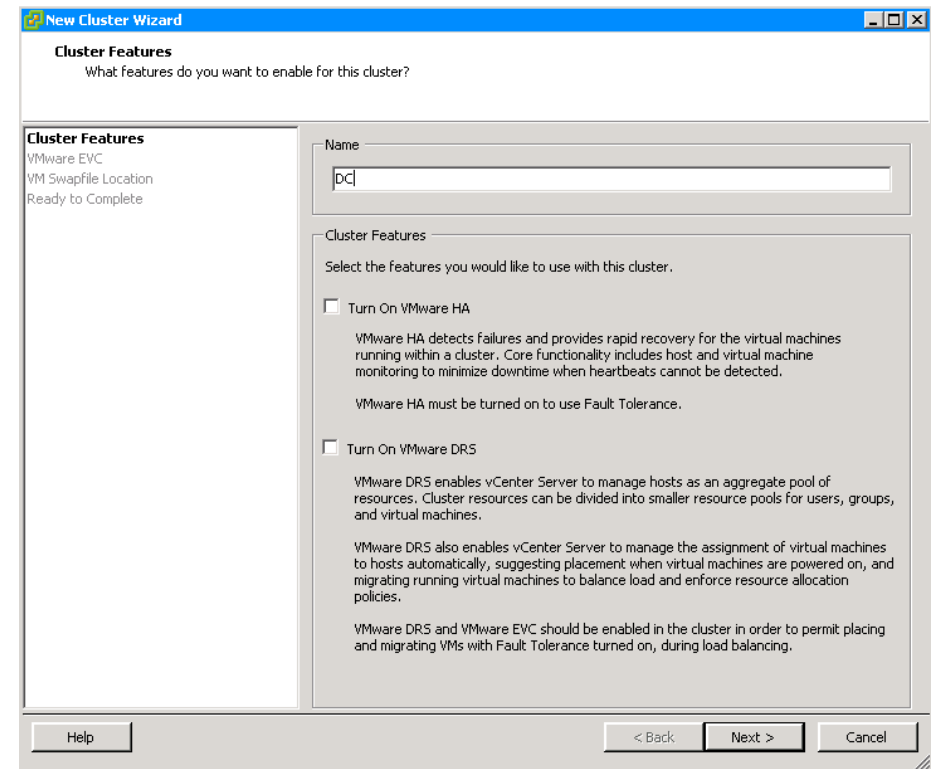 New Cluster Wizard
Cluster Features
What features do you want to enable for this cluster?
Cluster Features
VMware EVC
VM Swapfile Location
Ready to Complete
Name
DC
Cluster Features
Select the features you would like to use with this cluster.
Turn On VMware HA
VMware HA detects failures and provides rapid recovery for the virtual machines
running within a cluster. Core functionality includes host and virtual machine
monitoring to minimize downtime when heartbeats cannot be detected.
VMware HA must be turned on to use Fault Tolerance.
Turn On VMware DRS
VMware DRS enables vCenter Server to manage hosts as an aggregate pool of
resources. Cluster resources can be divided into smaller resource pools for users, groups,
and virtual machines.
VMware DRS also enables vCenter Server to manage the assignment of virtual machines
to hosts automatically, suggesting placement when virtual machines are powered on, and
migrating running virtual machines to balance load and enforce resource allocation
policies.
VMware DRS and VMware EVC should be enabled in the cluster in order to permit placing
and migrating VMs with Fault Tolerance turned on, during load balancing.
Help
< Back
Next >
Cancel